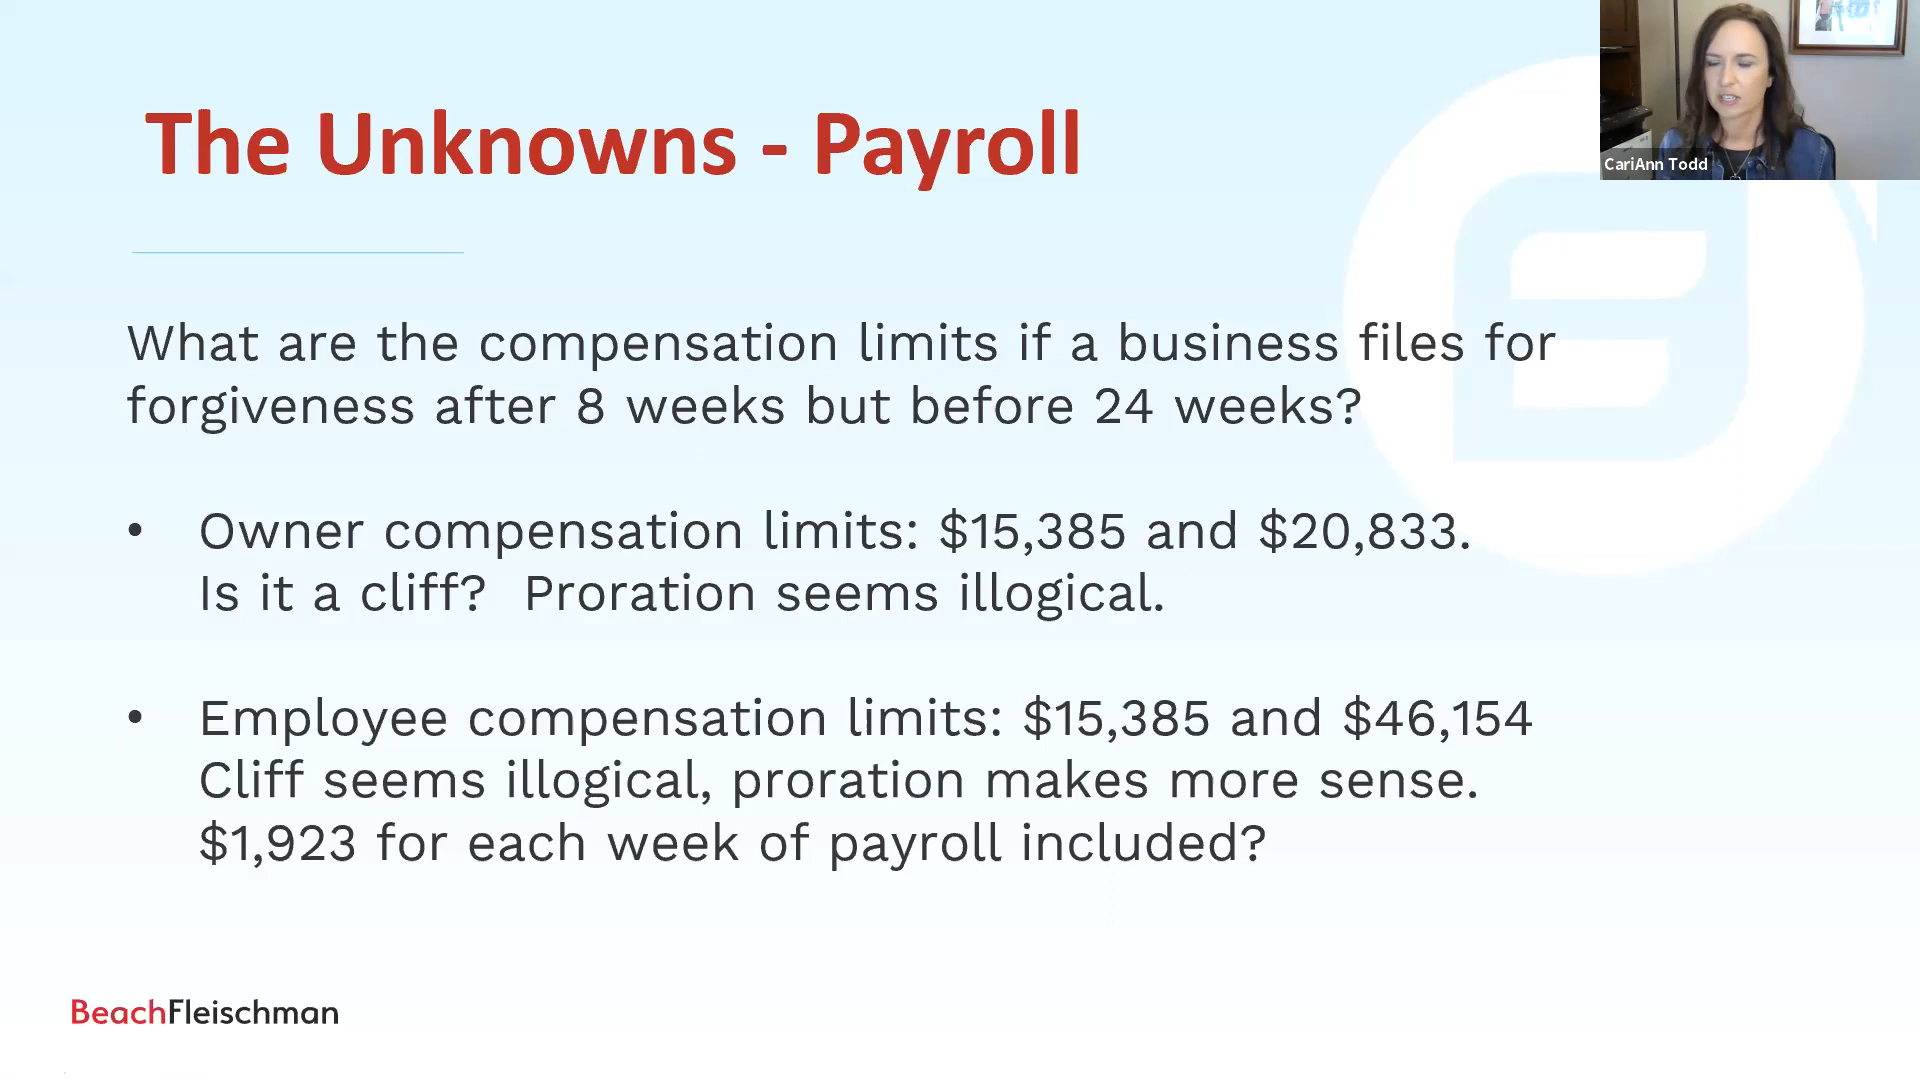 The Unknowns - Payroll
CariAnn Todd
What are the compensation limits if a business files for
forgiveness after 8 weeks but before 24 weeks?
• Owner compensation limits: $15,385 and $20,833.
Is it a cliff?  Proration seems illogical.
• Employee compensation limits: $15,385 and $46,154
Cliff seems illogical, proration makes more sense.
$1,923 for each week of payroll included?
BeachFleischman